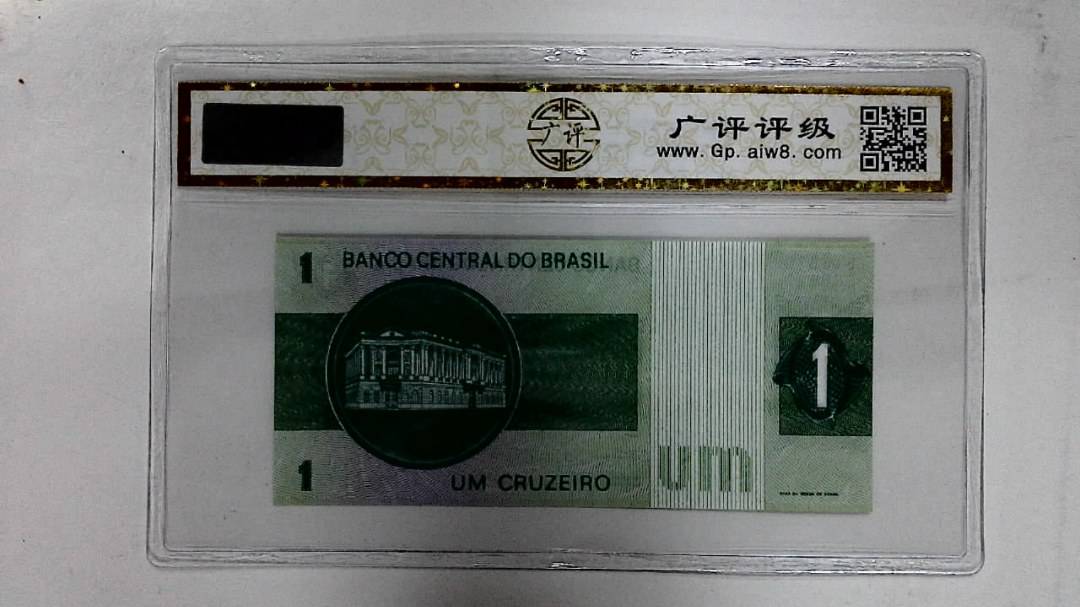 广评
广评评级
www. Gp. aiw8. com
1 BANCO CENTRAL DO BRASIL
1
1 UM CRUZEIRO
um